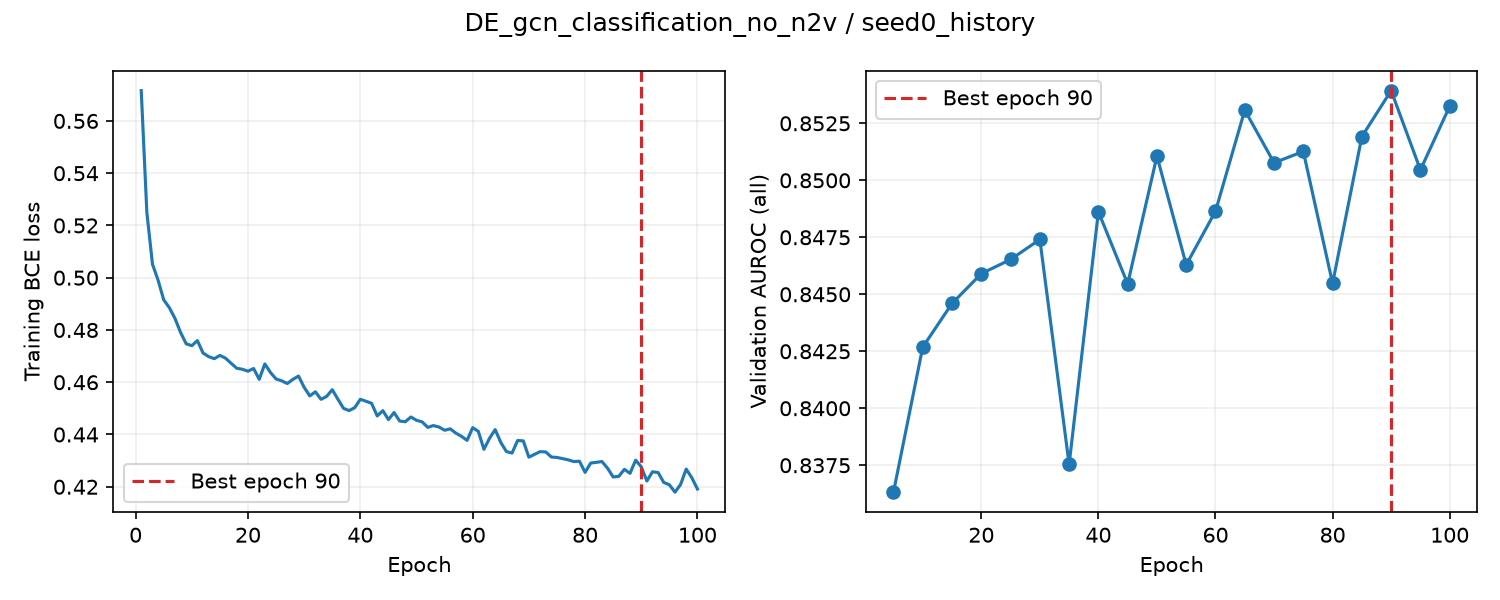 DE_gcn_classification_no_n2v / seed0_history
Training BCE loss
0.56
0.54
0.52
0.50
0.48
0.46
0.44
0.42
Best epoch 90
0 20 40 60 80 100
Epoch
Validation AUROC (all)
Best epoch 90
0.8525
0.8500
0.8475
0.8450
0.8425
0.8400
0.8375
20 40 60 80 100
Epoch